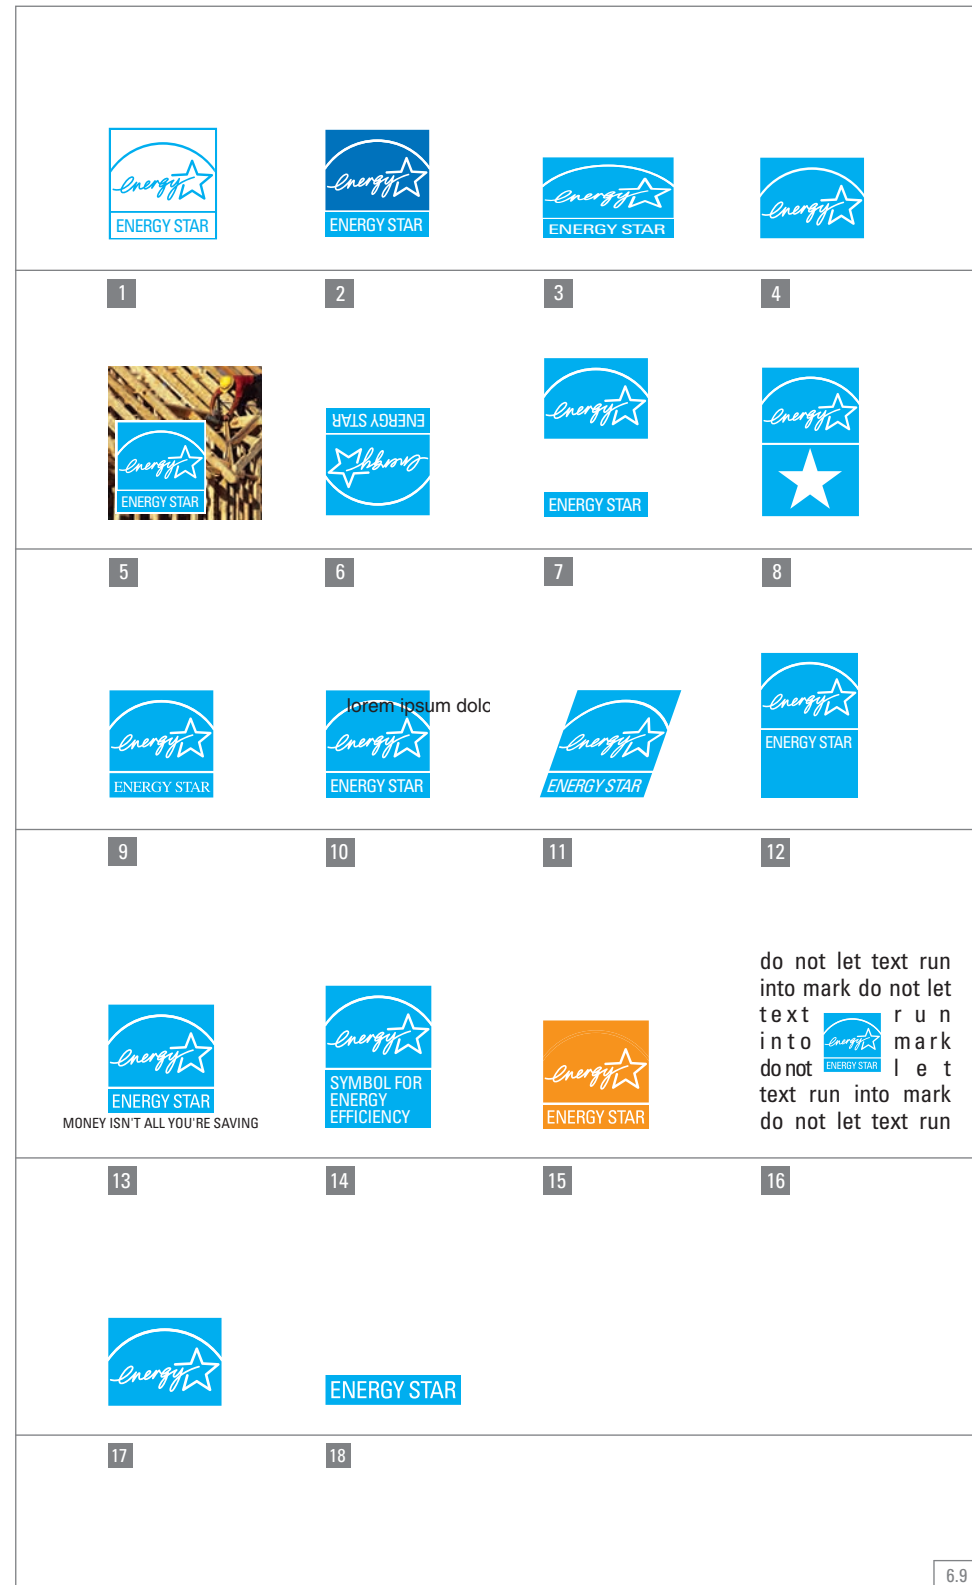 energy
ENERGY STAR
energy
ENERGY STAR
energy
ENERGY STAR
energy
1
2
3
4
energy
ENERGY STAR
ENERGY STAR
energy
energy
ENERGY STAR
energy
5
6
7
8
energy
ENERGY STAR
lorem ipsum dolo
energy
ENERGY STAR
energy
ENERGY STAR
energy
ENERGY STAR
9
10
11
12
energy
ENERGY STAR
MONEY ISN'T ALL YOU'RE SAVING
energy
SYMBOL FOR
ENERGY
EFFICIENCY
energy
ENERGY STAR
do not let text run
into mark do not let
text run
into mark
do not let
text run into mark
do not let text run
energy
ENERGY STAR
13
14
15
16
energy
ENERGY STAR
17
18
6.9